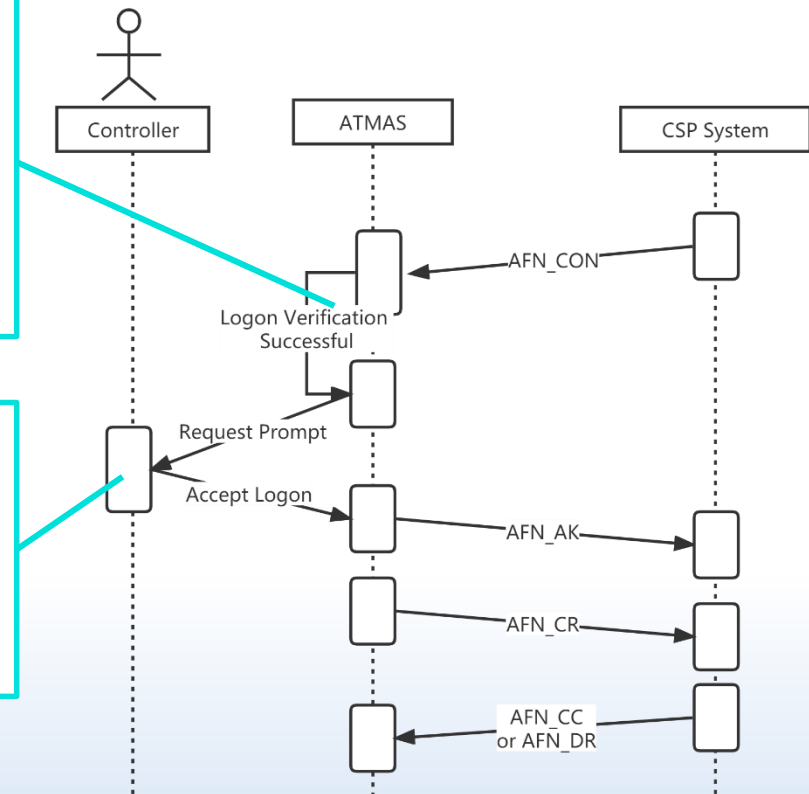 Controller
ATMAS
CSP System
AFN_CON
Logon Verification
Successful
Request Prompt
Accept Logon
AFN_AK
AFN_CR
AFN_CC
or AFN_DR